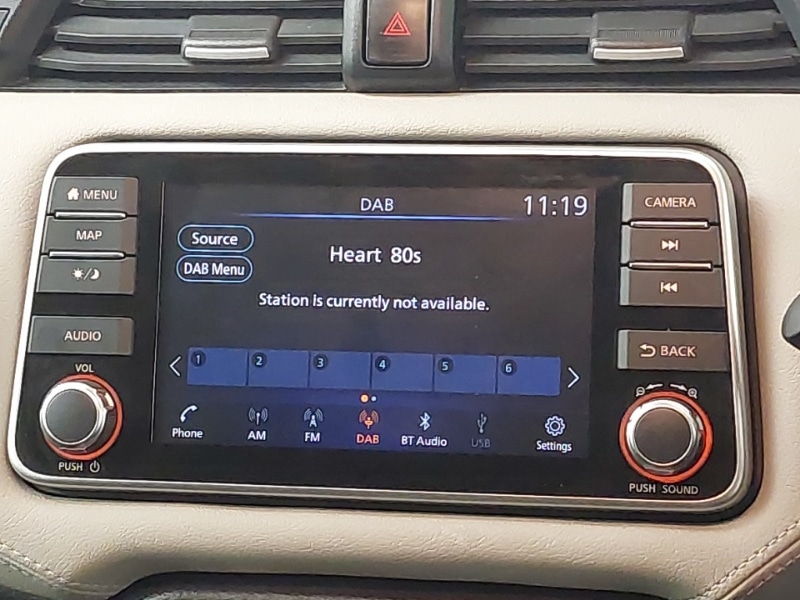 MENU
MAP
AUDIO
VOL
PUSH
DAB 11:19
Source
DAB Menu
Heart 80s
Station is currently not available.
1 2 3 4 5 6
Phone AM FM DAB BT Audio USB Settings
CAMERA
BACK
PUSH SOUND